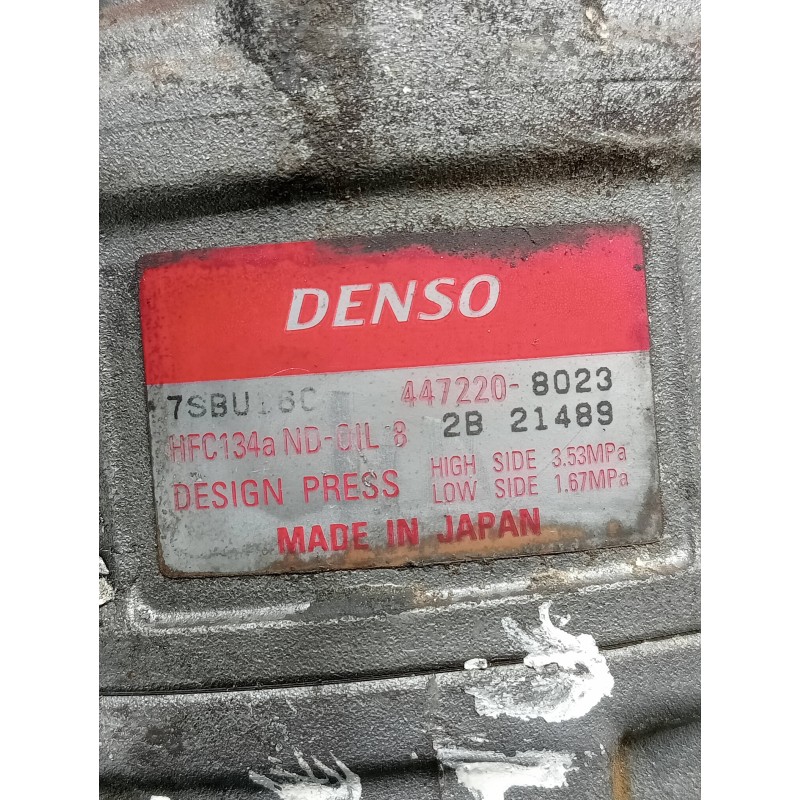 DENSO
7SBU16C 447220-8023
HFC134a ND-OIL 8 2B 21489
DESIGN PRESS HIGH SIDE 3.53MPa
LOW SIDE 1.67MPa
MADE IN JAPAN